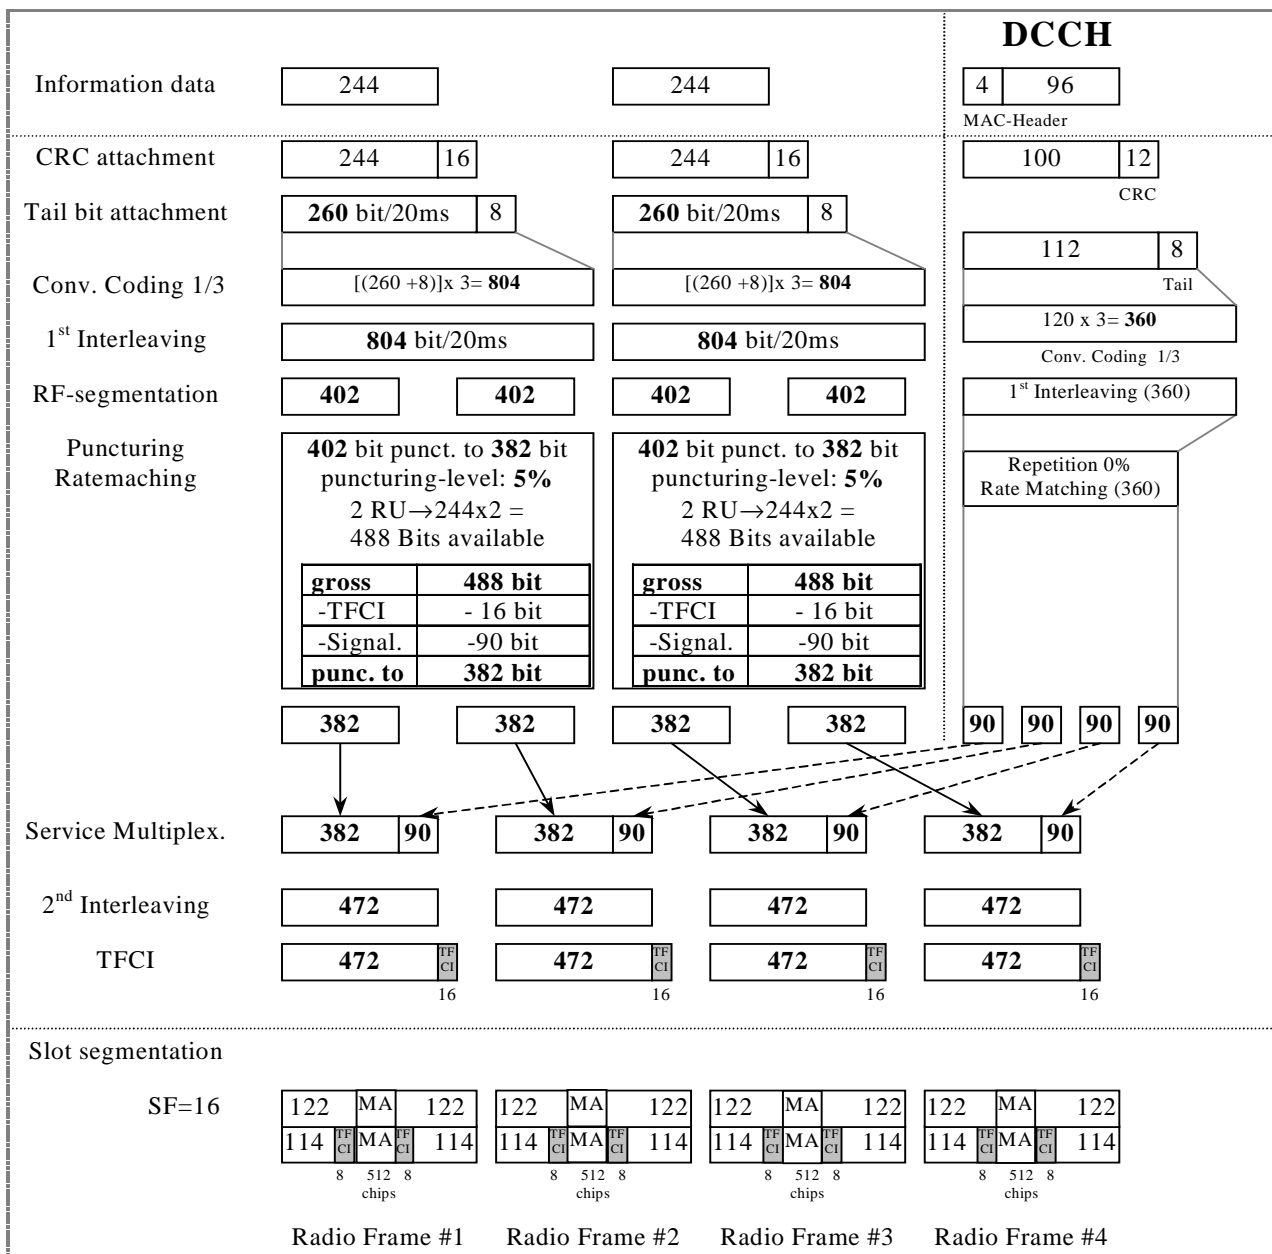 DCCH
Information data 244 244 4 96
MAC-Header
CRC attachment 244 16 244 16 100 12
CRC
Tail bit attachment 260 bit/20ms 8 260 bit/20ms 8
112 8
Tail
Conv. Coding 1/3 [(260 +8)]x 3= 804 [(260 +8)]x 3= 804
120 x 3= 360
Conv. Coding 1/3
1st Interleaving 804 bit/20ms 804 bit/20ms
RF-segmentation 402 402 402 402 1st Interleaving (360)
Puncturing
Ratemaching
402 bit punct. to 382 bit
puncturing-level: 5%
2 RU→244x2 =
488 Bits available
gross 488 bit
-TFCI - 16 bit
-Signal. -90 bit
punc. to 382 bit
402 bit punct. to 382 bit
puncturing-level: 5%
2 RU→244x2 =
488 Bits available
gross 488 bit
-TFCI - 16 bit
-Signal. -90 bit
punc. to 382 bit
Repetition 0%
Rate Matching (360)
382 382 382 382 90 90 90 90
Service Multiplex. 382 90 382 90 382 90 382 90
2nd Interleaving 472 472 472 472
TFCI 472 TF CI 472 TF CI 472 TF CI 472 TF CI
16 16 16 16
Slot segmentation
SF=16 122 MA 122 122 MA 122 122 MA 122 122 MA 122
114 TF CI MA TF CI 114 114 TF CI MA TF CI 114 114 TF CI MA TF CI 114 114 TF CI MA TF CI 114
8 512 8 8 512 8 8 512 8 8 512 8
chips chips chips chips
Radio Frame #1 Radio Frame #2 Radio Frame #3 Radio Frame #4